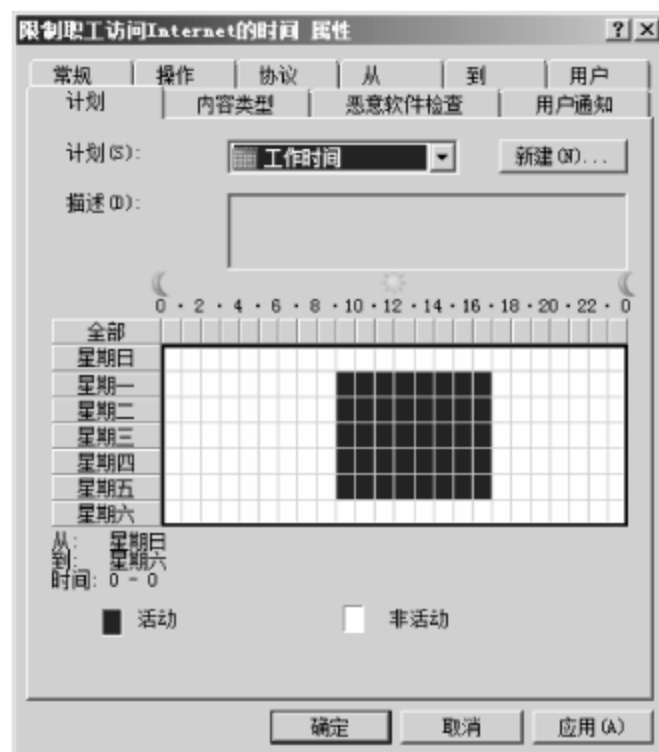 限制职工访问Internet的时间 属性
常规 操作 协议 从 到 用户
计划 内容类型 恶意软件检查 用户通知
计划(S): 工作时间 新建(N)...
描述(D):
0 · 2 · 4 · 6 · 8 · 10 · 12 · 14 · 16 · 18 · 20 · 22 · 0
全部
星期日
星期一
星期二
星期三
星期四
星期五
星期六
从: 星期日
到: 星期六
时间: 0 - 0
活动 非活动
确定 取消 应用(A)